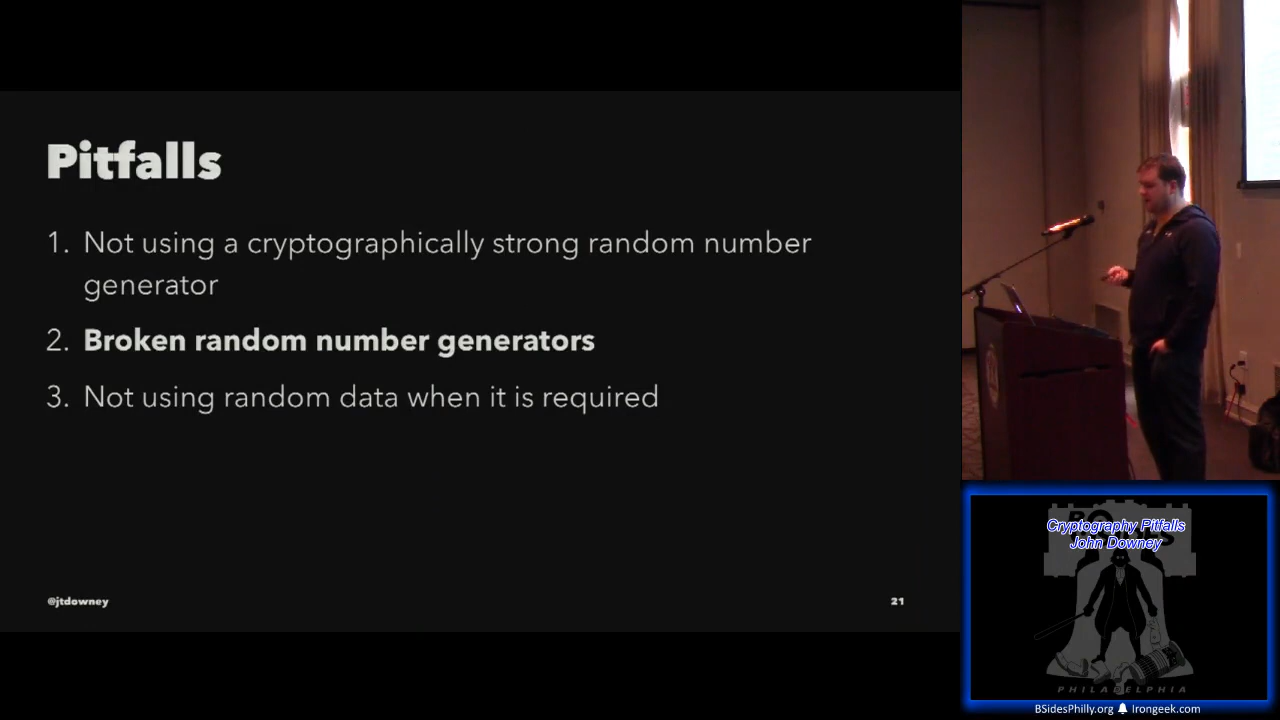 Pitfalls
1. Not using a cryptographically strong random number
generator
2. Broken random number generators
3. Not using random data when it is required
@jtdowney
21
Cryptography Pitfalls
John Downey
PHILADELPHIA
BSidesPhilly.org Irongeek.com